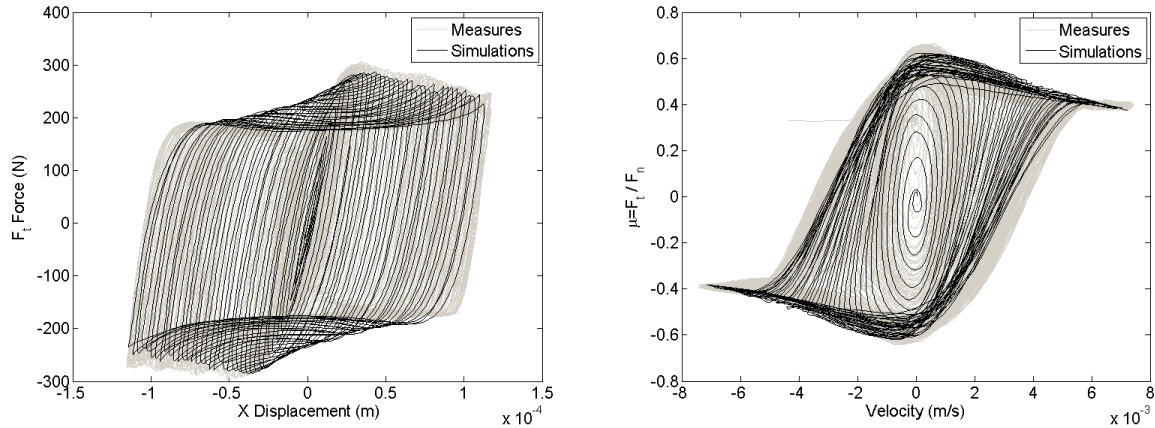 400
300
200
100
0
-100
-200
-300
F_t Force (N)
-1.5 -1 -0.5 0 0.5 1 1.5
X Displacement (m)
x 10^-4
Measures
Simulations
0.8
0.6
0.4
0.2
0
-0.2
-0.4
-0.6
-0.8
μ=F_t / F_n
-8 -6 -4 -2 0 2 4 6 8
Velocity (m/s)
x 10^-3
Measures
Simulations